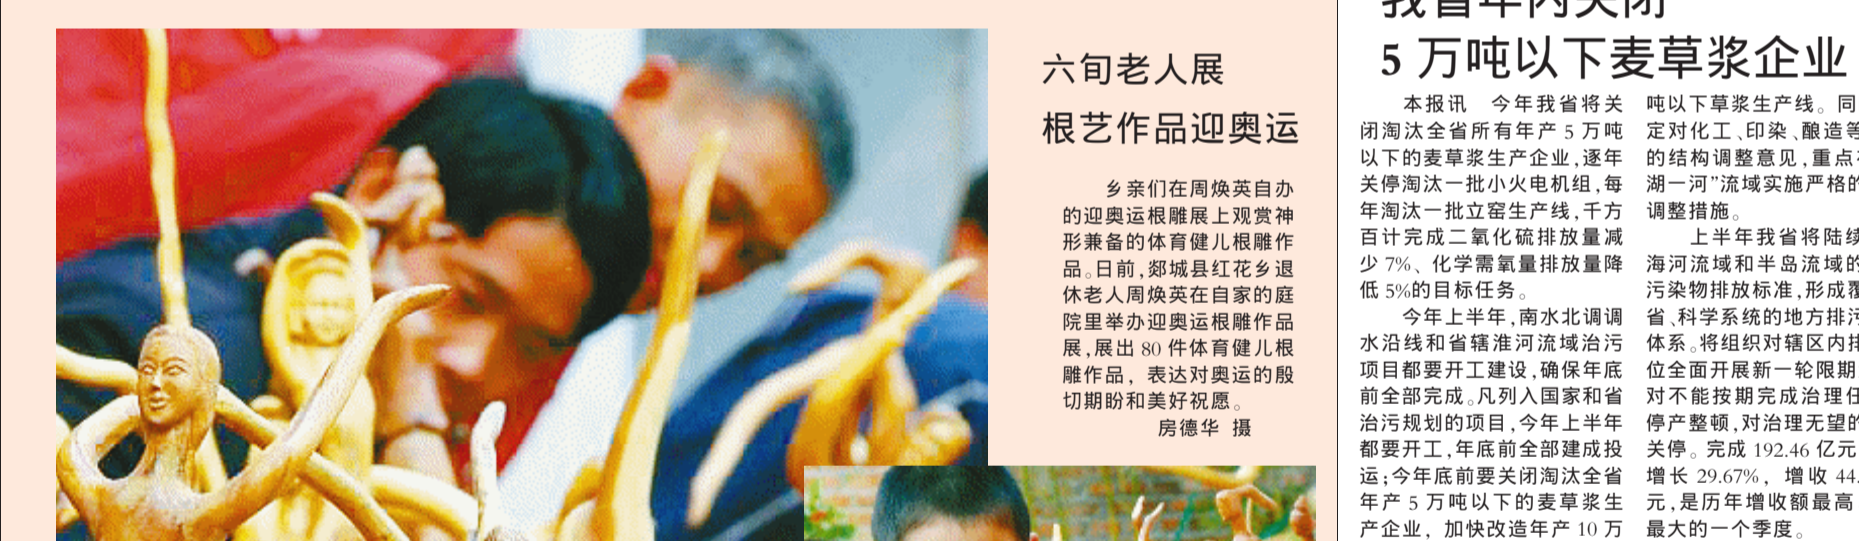 六旬老人展
根艺作品迎奥运
乡亲们在周焕英自办
的迎奥运根雕展上观赏神
形兼备的体育健儿根雕作
品。日前,郯城县红花乡退
休老人周焕英在自家的庭
院里举办迎奥运根雕作品
展,展出 80 件体育健儿根
雕作品，表达对奥运的殷
切期盼和美好祝愿。
房德华 摄
我省年内关闭
5 万吨以下麦草浆企业
本报讯 今年我省将关
闭淘汰全省所有年产 5 万吨
以下的麦草浆生产企业,逐年
关停淘汰一批小火电机组,每
年淘汰一批立窑生产线,千方
百计完成二氧化硫排放量减
少 7%、化学需氧量排放量降
低 5%的目标任务。
今年上半年,南水北调调
水沿线和省辖淮河流域治污
项目都要开工建设,确保年底
前全部完成。凡列入国家和省
治污规划的项目,今年上半年
都要开工,年底前全部建成投
运;今年底前要关闭淘汰全省
年产 5 万吨以下的麦草浆生
产企业，加快改造年产 10 万
吨以下草浆生产线。同
定对化工、印染、酿造等
的结构调整意见,重点
湖一河”流域实施严格的
调整措施。
上半年我省将陆续
海河流域和半岛流域的
污染物排放标准,形成覆
省、科学系统的地方排污
体系。将组织对辖区内排
位全面开展新一轮限期
对不能按期完成治理任
停产整顿,对治理无望的
关停。完成 192.46 亿元
增长 29.67%，增收 44.
元,是历年增收额最高
最大的一个季度。